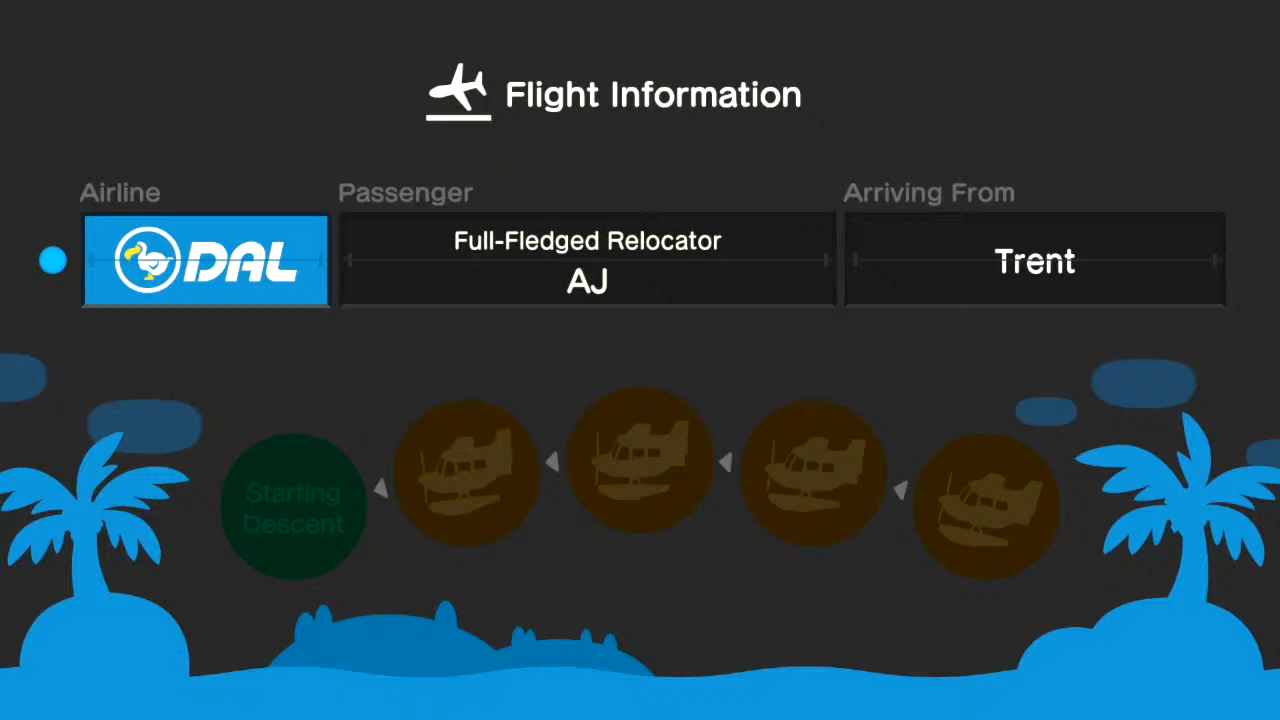 Flight Information
Airline
Passenger
Arriving From
DAL
Full-Fledged Relocator
AJ
Trent
Starting
Descent